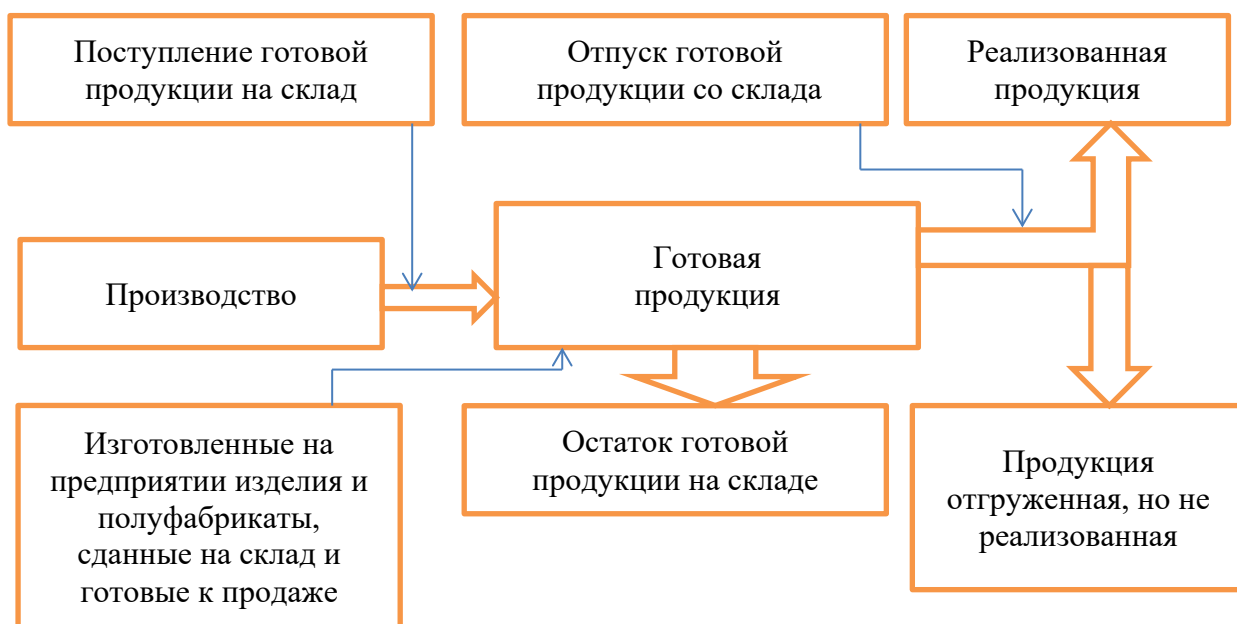 Поступление готовой
продукции на склад
Отпуск готовой
продукции со склада
Реализованная
продукция
Производство
Готовая
продукция
Изготовленные на
предприятии изделия и
полуфабрикаты,
сданные на склад и
готовые к продаже
Остаток готовой
продукции на складе
Продукция
отгруженная, но не
реализованная